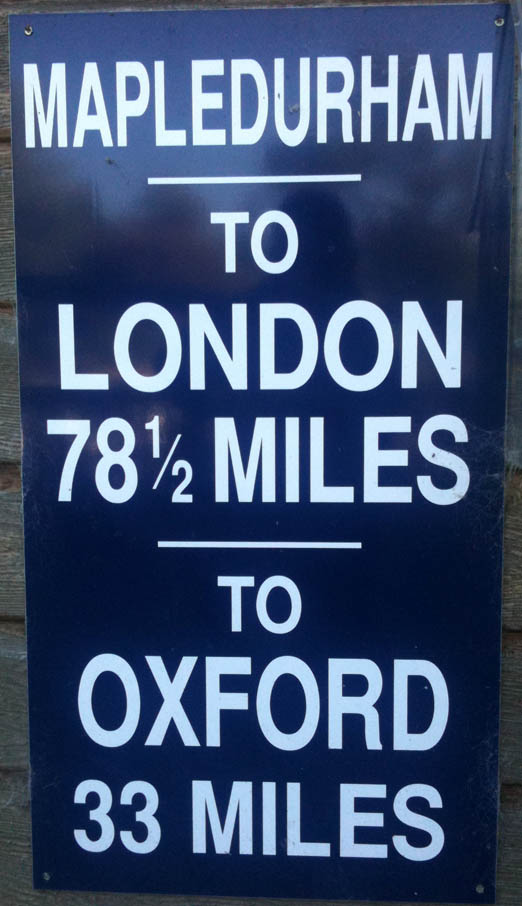 MAPLEDURHAM
TO
LONDON
78½ MILES
TO
OXFORD
33 MILES